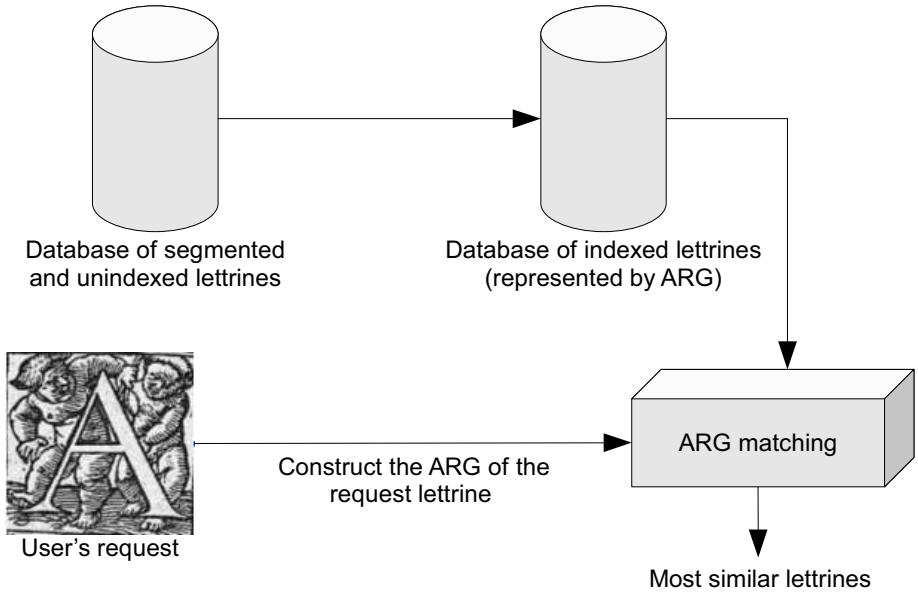 Database of segmented
and unindexed lettrines
Database of indexed lettrines
(represented by ARG)
A
User's request
Construct the ARG of the
request lettrine
ARG matching
Most similar lettrines